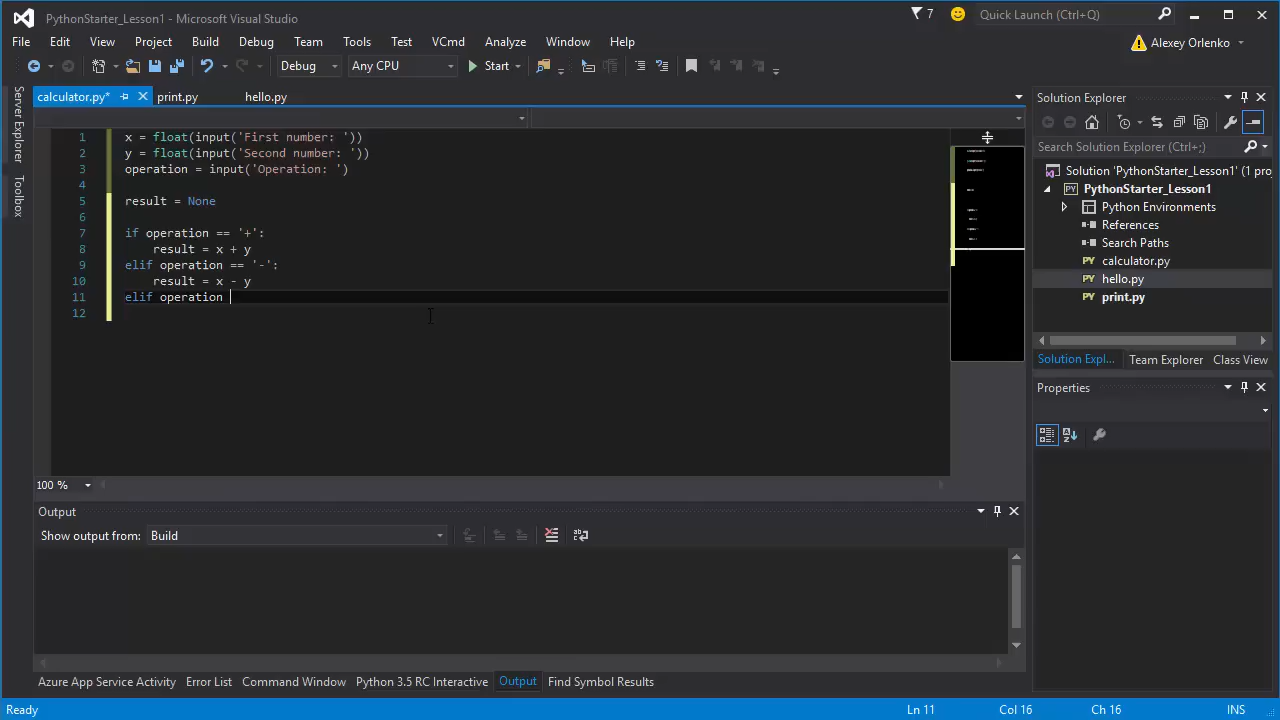 PythonStarter_Lesson1 - Microsoft Visual Studio
7
Quick Launch (Ctrl+Q)
File Edit View Project Build Debug Team Tools Test VCmd Analyze Window Help
Alexey Orlenko
Debug Any CPU Start
calculator.py* print.py hello.py
Server Explorer
Toolbox
1 x = float(input('First number: '))
2 y = float(input('Second number: '))
3 operation = input('Operation: ')
4
5 result = None
6
7 if operation == '+':
8 result = x + y
9 elif operation == '-':
10 result = x - y
11 elif operation
12
100 %
Solution Explorer
Search Solution Explorer (Ctrl+;)
Solution 'PythonStarter_Lesson1' (1 proj
PY PythonStarter_Lesson1
Python Environments
References
Search Paths
PY calculator.py
PY hello.py
PY print.py
Solution Expl... Team Explorer Class View
Properties
Output
Show output from: Build
Azure App Service Activity Error List Command Window Python 3.5 RC Interactive Output Find Symbol Results
Ready Ln 11 Col 16 Ch 16 INS